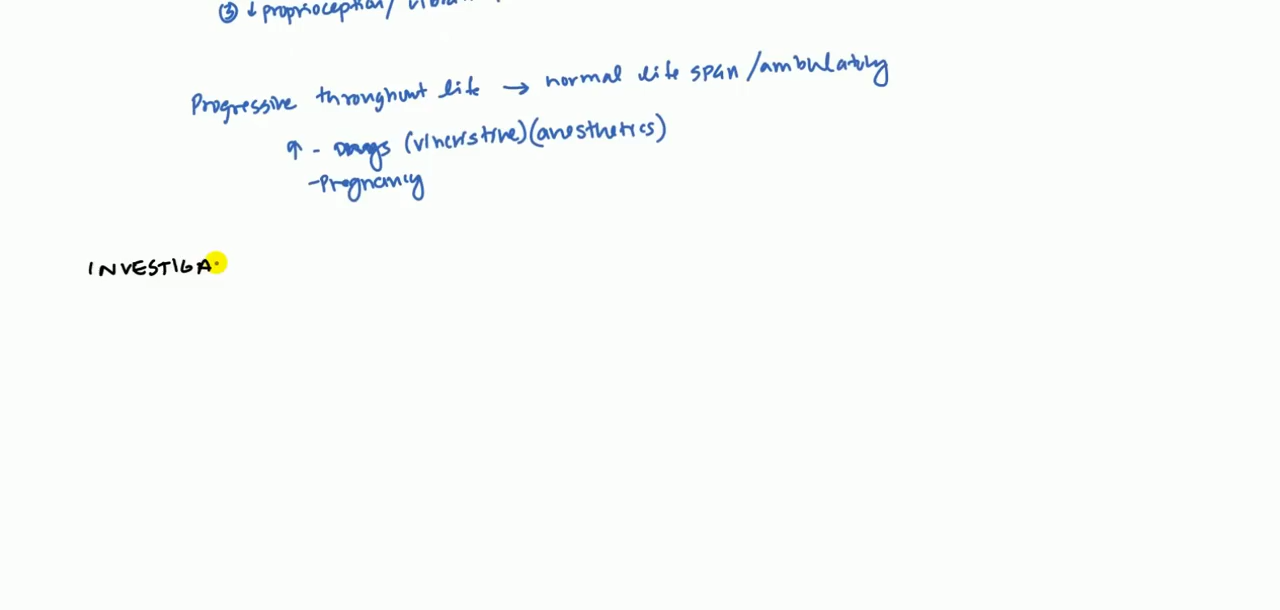 ③ ↓ proprioception/
Progressive throughout life → normal life span /ambulatory
↑ - Drugs (vincristine)(anesthetics)
-Pregnancy
INVESTIGA